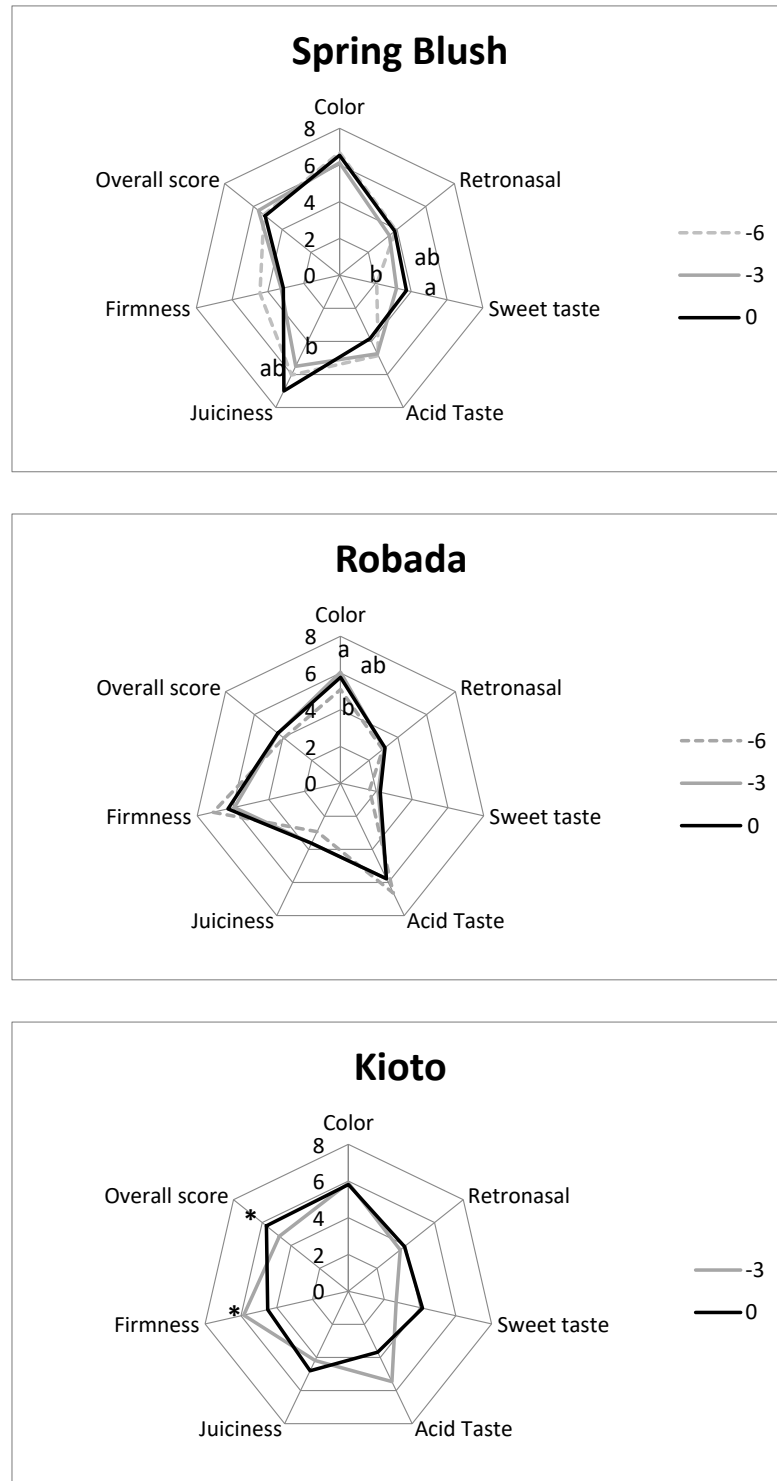 Spring Blush
Color
8
Overall score
6
Retronasal
4
-6
ab
2
-3
b
0
a
0
Firmness
Sweet taste
b
ab
Juiciness
Acid Taste
Robada
Color
8
a
ab
6
Overall score
Retronasal
4
b
-6
2
-3
0
0
Firmness
Sweet taste
Juiciness
Acid Taste
Kioto
Color
8
Overall score
*
6
Retronasal
4
2
-3
0
*
0
Firmness
Sweet taste
Juiciness
Acid Taste